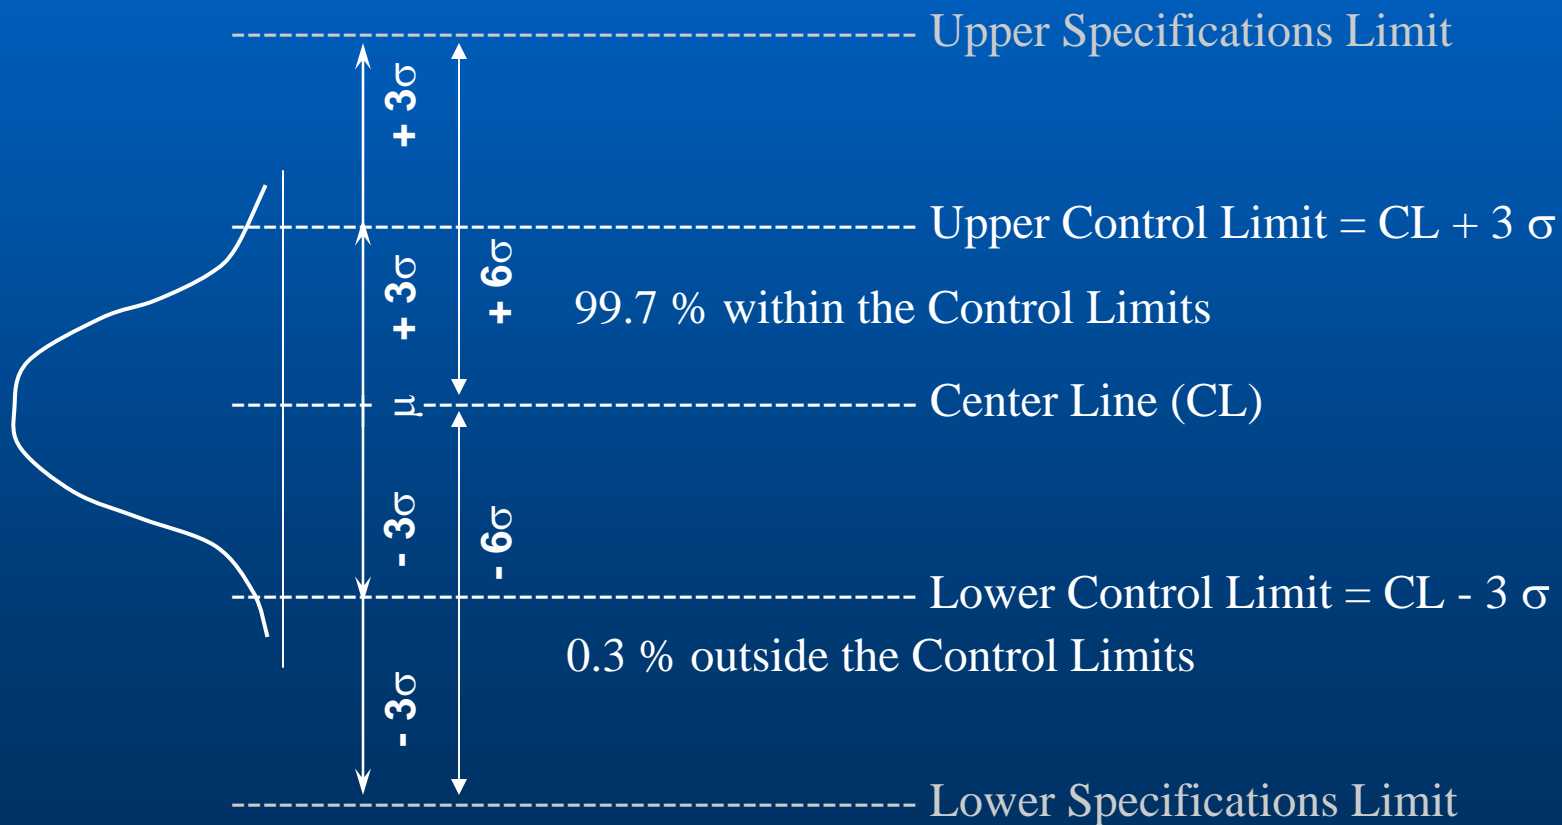 Upper Specifications Limit
+ 3σ
Upper Control Limit = CL + 3 σ
+ 3σ
+ 6σ
99.7 % within the Control Limits
μ
Center Line (CL)
- 3σ
- 6σ
Lower Control Limit = CL - 3 σ
0.3 % outside the Control Limits
- 3σ
Lower Specifications Limit